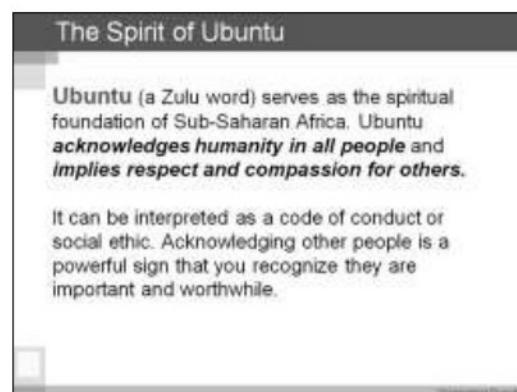 The Spirit of Ubuntu
Ubuntu (a Zulu word) serves as the spiritual
foundation of Sub-Saharan Africa. Ubuntu
acknowledges humanity in all people and
implies respect and compassion for others.
It can be interpreted as a code of conduct or
social ethic. Acknowledging other people is a
powerful sign that you recognize they are
important and worthwhile.